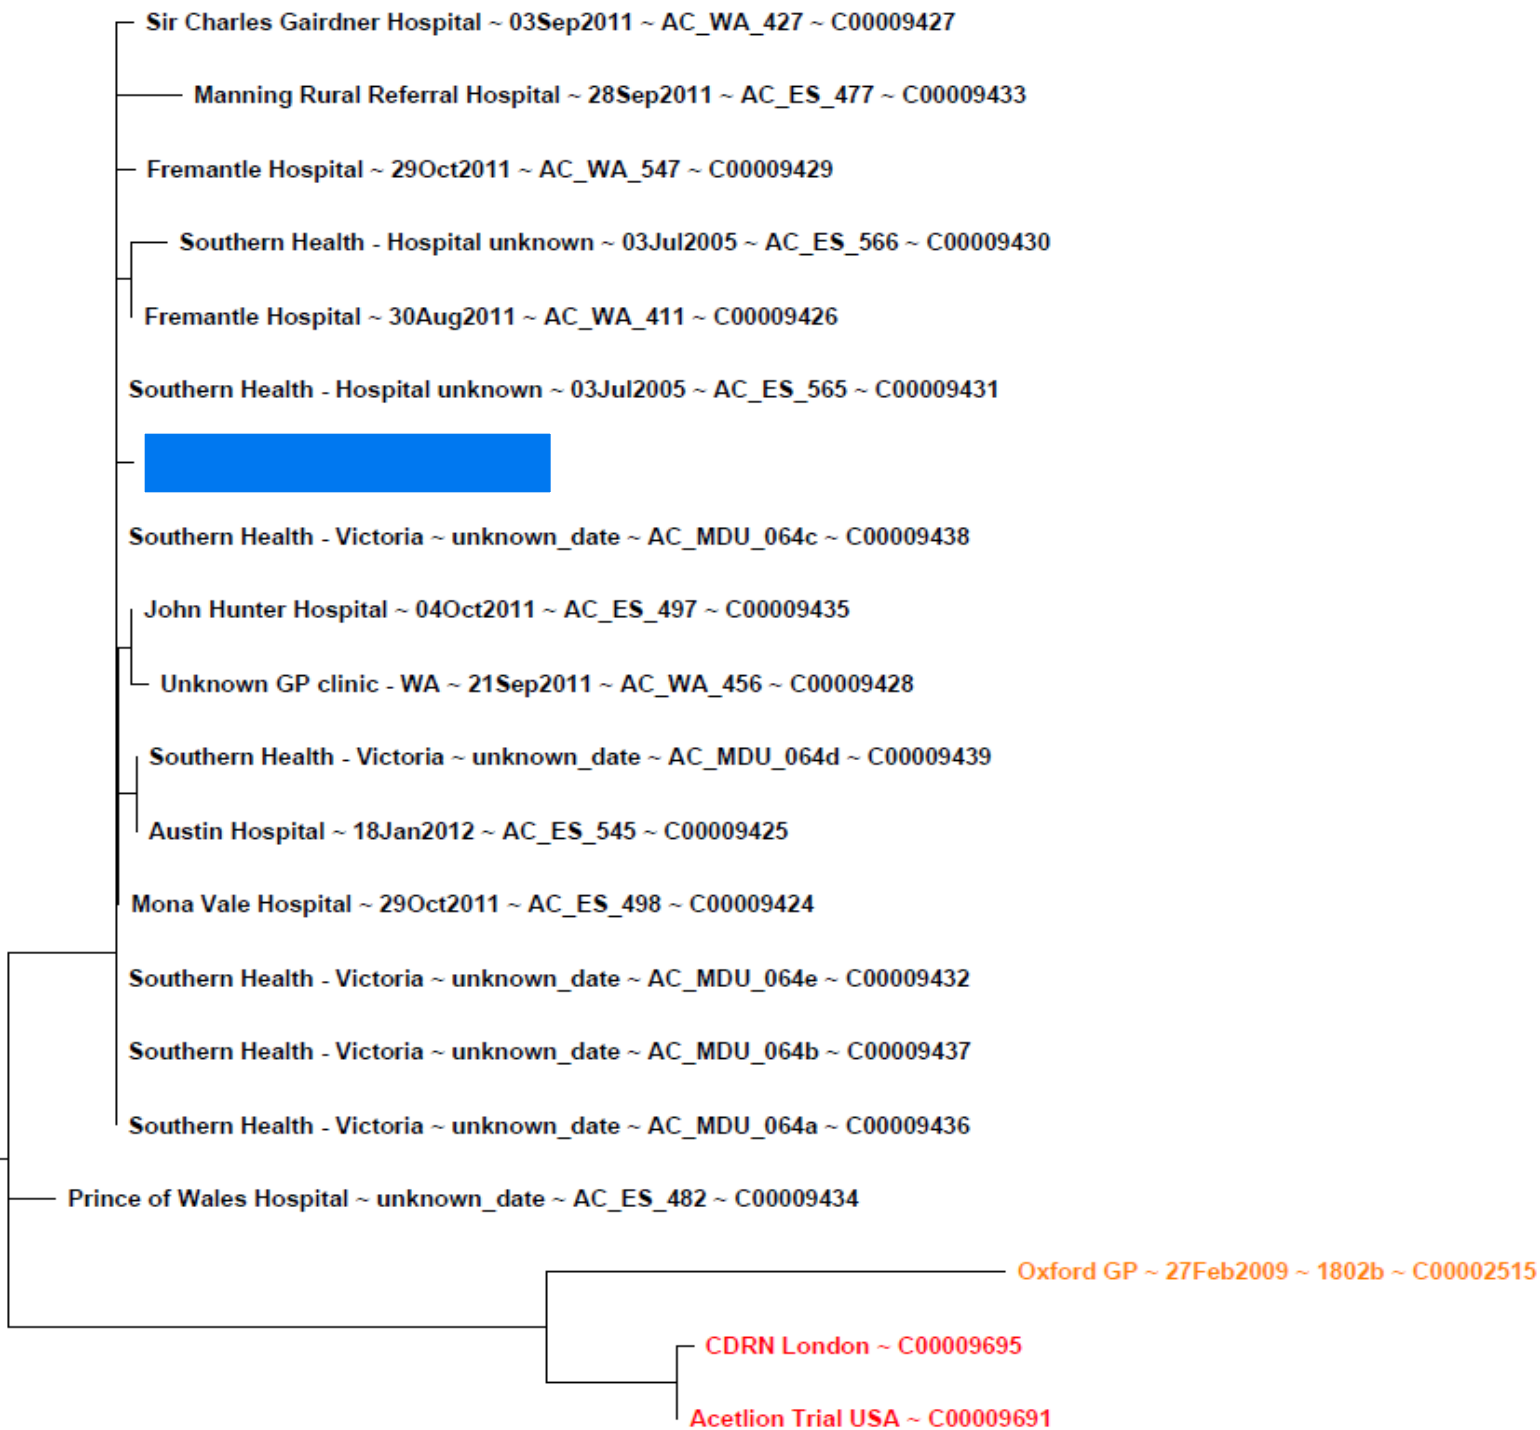 Sir Charles Gairdner Hospital ~ 03Sep2011 ~ AC_WA_427 ~ C00009427
Manning Rural Referral Hospital ~ 28Sep2011 ~ AC_ES_477 ~ C00009433
Fremantle Hospital ~ 29Oct2011 ~ AC_WA_547 ~ C00009429
Southern Health - Hospital unknown ~ 03Jul2005 ~ AC_ES_566 ~ C00009430
Fremantle Hospital ~ 30Aug2011 ~ AC_WA_411 ~ C00009426
Southern Health - Hospital unknown ~ 03Jul2005 ~ AC_ES_565 ~ C00009431
Southern Health - Victoria ~ unknown_date ~ AC_MDU_064c ~ C00009438
John Hunter Hospital ~ 04Oct2011 ~ AC_ES_497 ~ C00009435
Unknown GP clinic - WA ~ 21Sep2011 ~ AC_WA_456 ~ C00009428
Southern Health - Victoria ~ unknown_date ~ AC_MDU_064d ~ C00009439
Austin Hospital ~ 18Jan2012 ~ AC_ES_545 ~ C00009425
Mona Vale Hospital ~ 29Oct2011 ~ AC_ES_498 ~ C00009424
Southern Health - Victoria ~ unknown_date ~ AC_MDU_064e ~ C00009432
Southern Health - Victoria ~ unknown_date ~ AC_MDU_064b ~ C00009437
Southern Health - Victoria ~ unknown_date ~ AC_MDU_064a ~ C00009436
Prince of Wales Hospital ~ unknown_date ~ AC_ES_482 ~ C00009434
Oxford GP ~ 27Feb2009 ~ 1802b ~ C00002515
CDRN London ~ C00009695
Acetlion Trial USA ~ C00009691